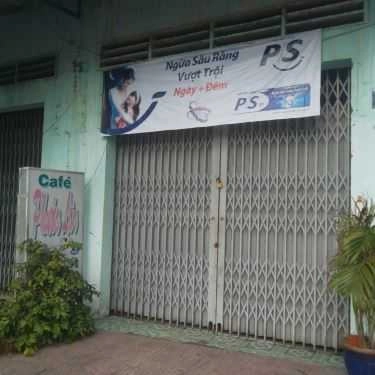 Ngừa Sâu Răng
Vượt Trội
Ngày + Đêm
P/S
P/S
Café